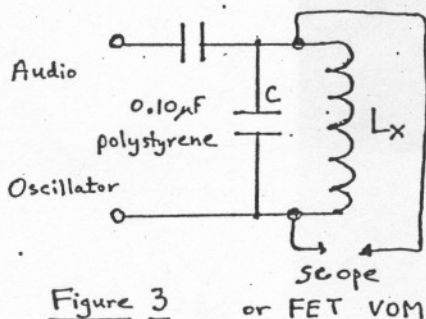 Audio
0.10µF
polystyrene
C
Lx
Oscillator
scope
or FET VOM
Figure 3